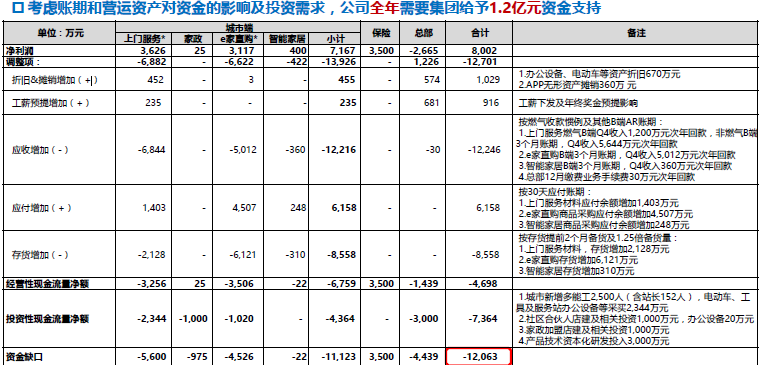 口 考虑账期和营运资产对资金的影响及投资需求，公司全年需要集团给予1.2亿元资金支持
单位：万元 城市端 保险 总部 合计 备注
上门服务* 家政 e家直购* 智能家居 小计
净利润 3,626 25 3,117 400 7,167 3,500 -2,665 8,002
调整项： -6,882 - -6,622 -422 -13,926 1,226 -12,701
折旧&摊销增加（+） 452 3 455 574 1,029
1.办公设备、电动车等资产折旧670万元
2.APP无形资产摊销360万 元
工薪预提增加（+） 235 - - 235 681 916 工薪下发及年终奖金预提影响
应收增加（-） -6,844 - -5,012 -360 -12,216 -30 -12,246
按燃气收款惯例及其他B端AR账期：
1.上门服务燃气B端Q4收入1,200万元次年回款，非燃气B端
3个月账期，Q4收入5,644万元次年回款
2.e家直购B端3个月账期，Q4收入5,012万元次年回款
3.智能家居B端3个月账期，Q4收入360万元次年回款
4.总部12月缴费业务手续费30万元次年回款
应付增加（+） 1,403 - 4,507 248 6,158 6,158
按30天应付账期：
1.上门服务材料应付余额增加1,403万元
2.e家直购商品采购应付余额增加4,507万元
3.智能家居商品采购应付余额增加248万元
存货增加（-） -2,128 -6,121 -310 -8,558 - -8,558
按存货提前2个月备货及1.25倍备货量：
1.上门服务材料，存货增加2,128万元
2.e家直购存货增加6,121万元
3.智能家居存货增加310万元
经营性现金流量净额 -3,256 25 -3,506 -22 -6,759 3,500 -1,439 -4,698
投资性现金流量净额 -2,344 -1,000 -1,020 - -4,364 -3,000 -7,364
1.城市新增多能工2,500人（含站长152人），电动车、工
具及服务站办公设备等采买2,344万元
2.社区合伙人店建及相关投资1,000万元，办公设备20万元
3.家政加盟店建及相关投资1,000万元
4.产品技术资本化研发投入3,000万元
资金缺口 -5,600 -975 -4,526 -22 -11,123 3,500 -4,439 -12,063